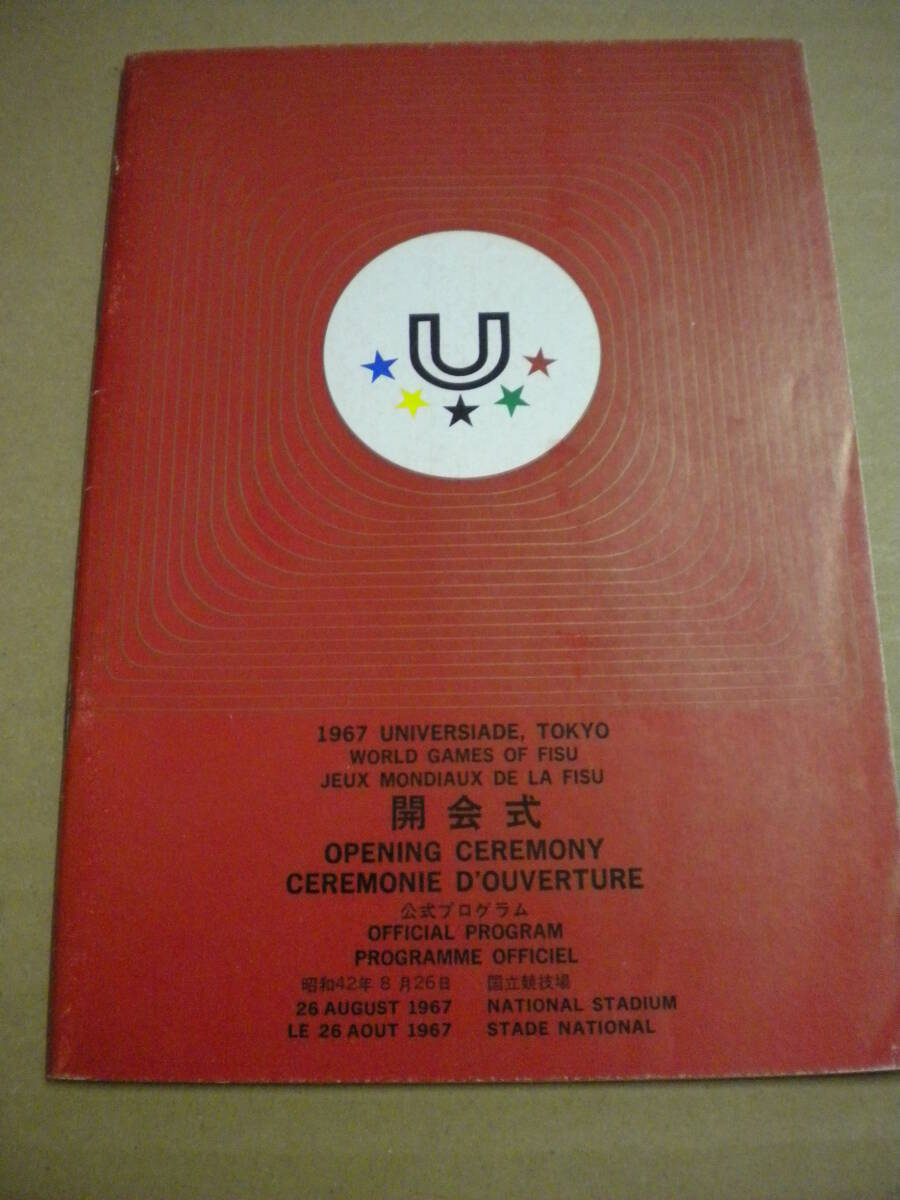 U
1967 UNIVERSIADE, TOKYO
WORLD GAMES OF FISU
JEUX MONDIAUX DE LA FISU
開会式
OPENING CEREMONY
CEREMONIE D'OUVERTURE
公式プログラム
OFFICIAL PROGRAM
PROGRAMME OFFICIEL
昭和42年8月26日 国立競技場
26 AUGUST 1967 NATIONAL STADIUM
LE 26 AOUT 1967 STADE NATIONAL